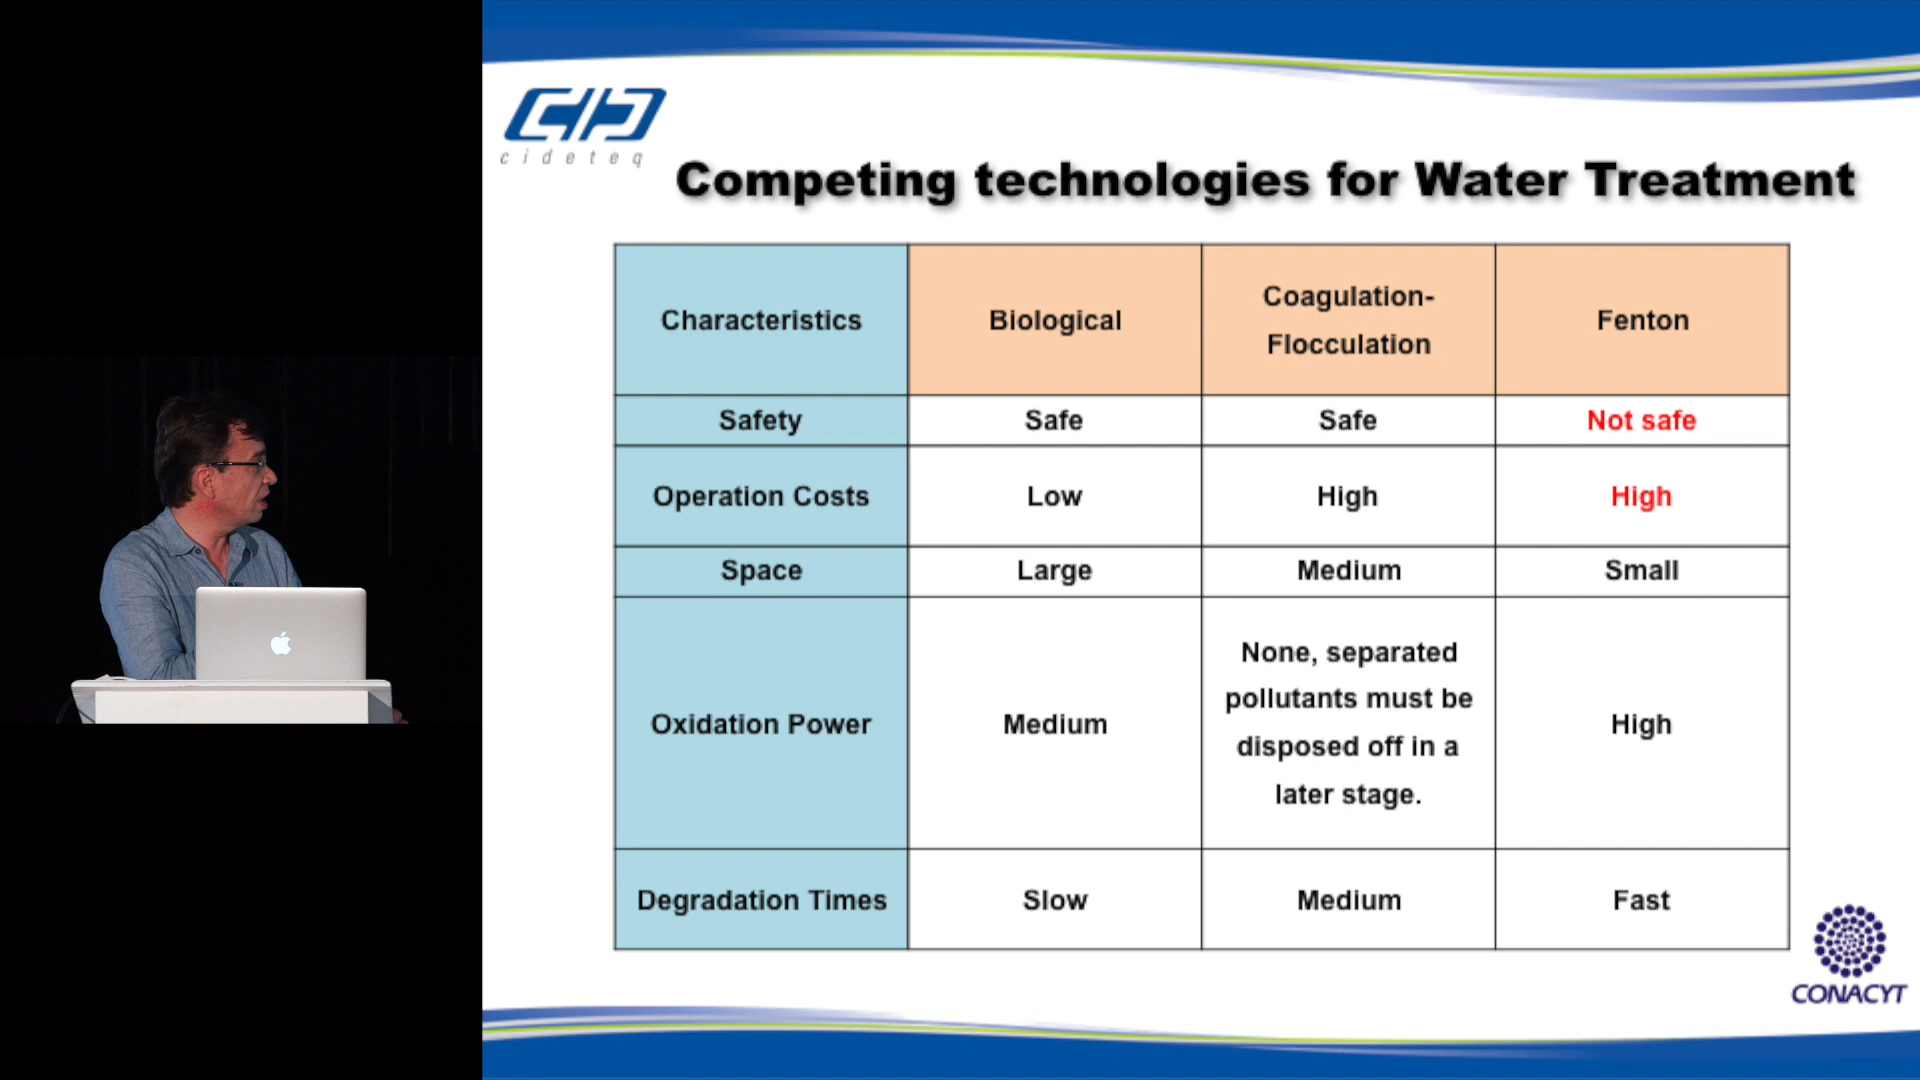 cideteq
Competing technologies for Water Treatment
Characteristics
Biological
Coagulation-
Flocculation
Fenton
Safety
Safe
Safe
Not safe
Operation Costs
Low
High
High
Space
Large
Medium
Small
Oxidation Power
Medium
None, separated
pollutants must be
disposed off in a
later stage.
High
Degradation Times
Slow
Medium
Fast
CONACYT